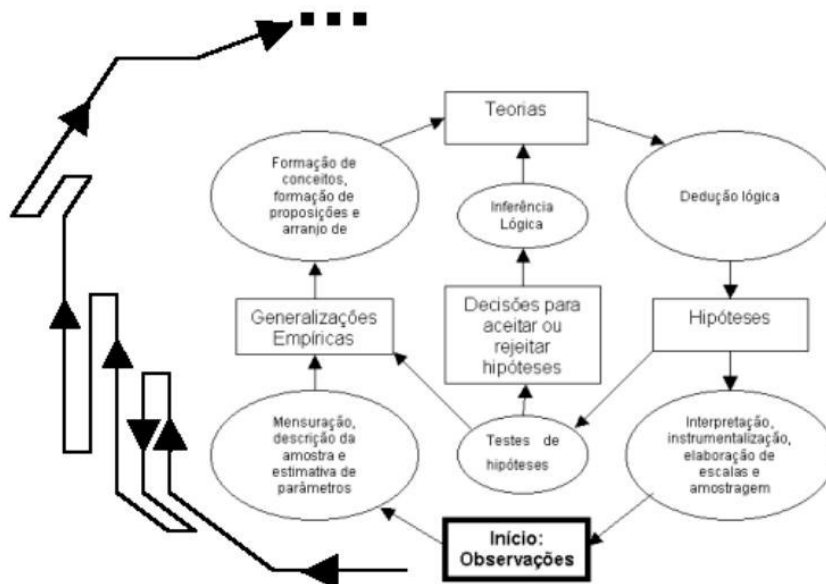 Teorias
Formação de
conceitos,
formação de
proposições e
arranjo de
Inferência
Lógica
Dedução lógica
Generalizações
Empíricas
Decisões para
aceitar ou
rejeitar
hipóteses
Hipóteses
Mensuração,
descrição da
amostra e
estimativa de
parâmetros
Testes de
hipóteses
Interpretação,
instrumentalização,
elaboração de
escalas e
amostragem
Início:
Observações